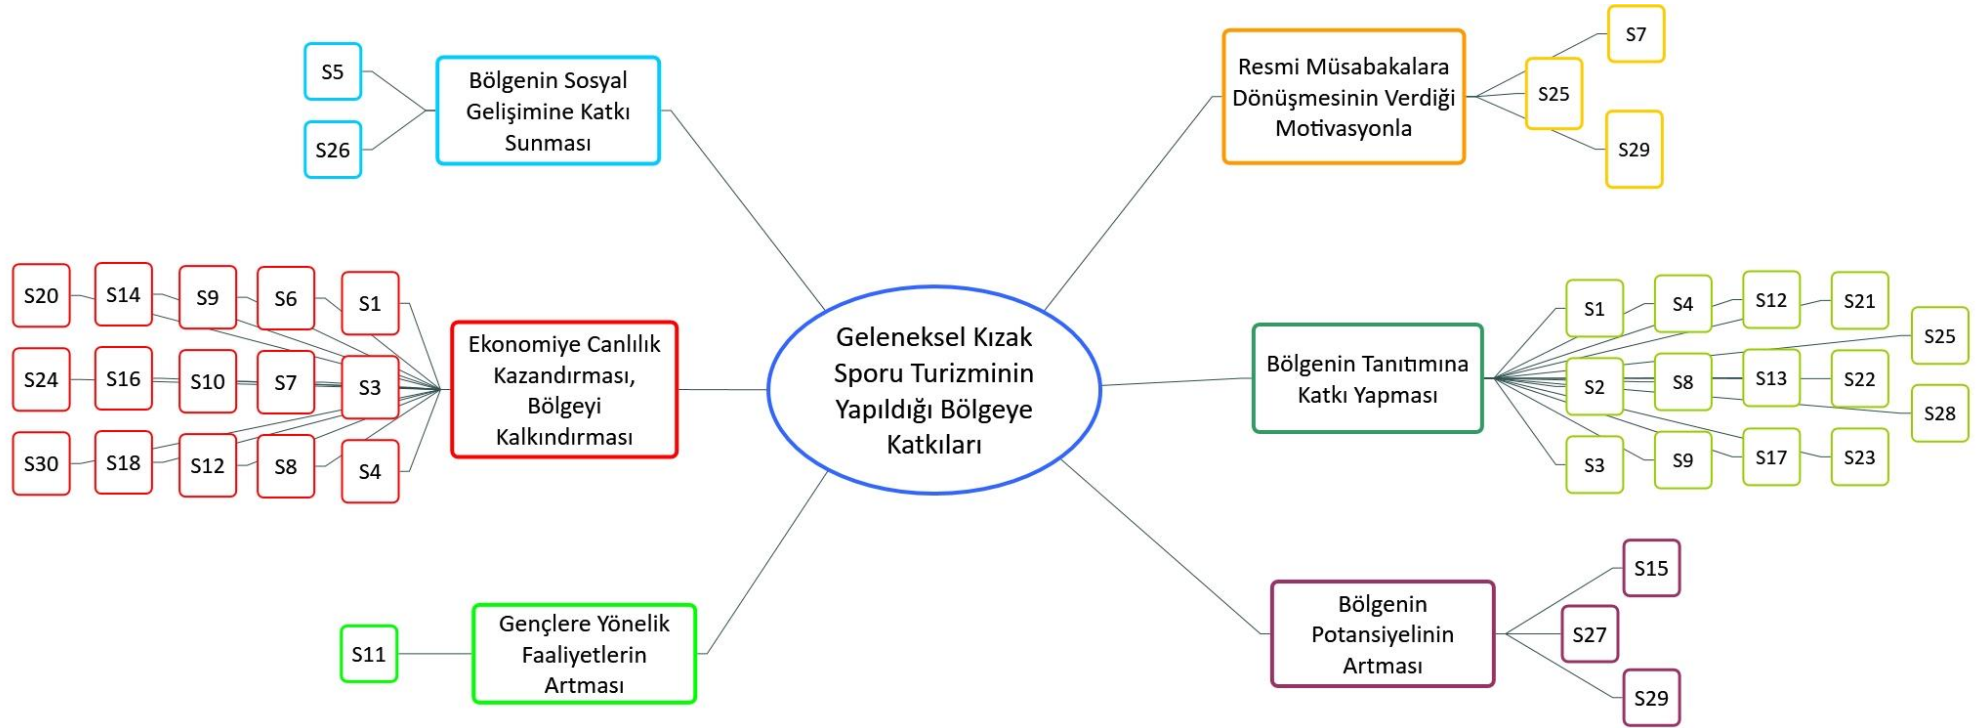 Geleneksel Kızak
Sporu Turizminin
Yapıldığı Bölgeye
Katkıları
Bölgenin Sosyal
Gelişimine Katkı
Sunması
S5
S26
Ekonomiye Canlılık
Kazandırması,
Bölgeyi
Kalkındırması
S20
S14
S9
S6
S1
S24
S16
S10
S7
S3
S30
S18
S12
S8
S4
Gençlere Yönelik
Faaliyetlerin
Artması
S11
Resmi Müsabakalara
Dönüşmesinin Verdiği
Motivasyonla
S7
S25
S29
Bölgenin Tanıtımına
Katkı Yapması
S1
S4
S12
S21
S25
S2
S8
S13
S22
S28
S3
S9
S17
S23
Bölgenin
Potansiyelinin
Artması
S15
S27
S29